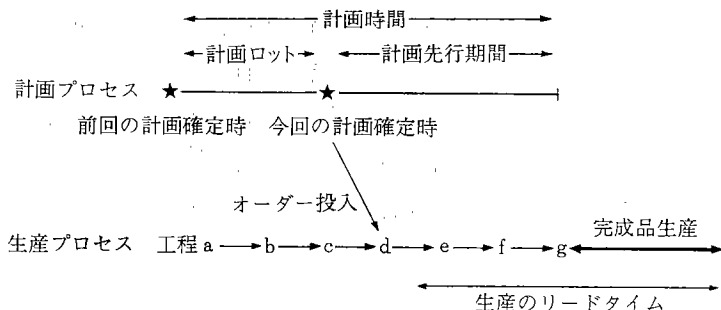 計画時間
計画ロット 計画先行期間
計画プロセス
前回の計画確定時 今回の計画確定時
オーダー投入
生産プロセス 工程a b c d e f g 完成品生産
生産のリードタイム